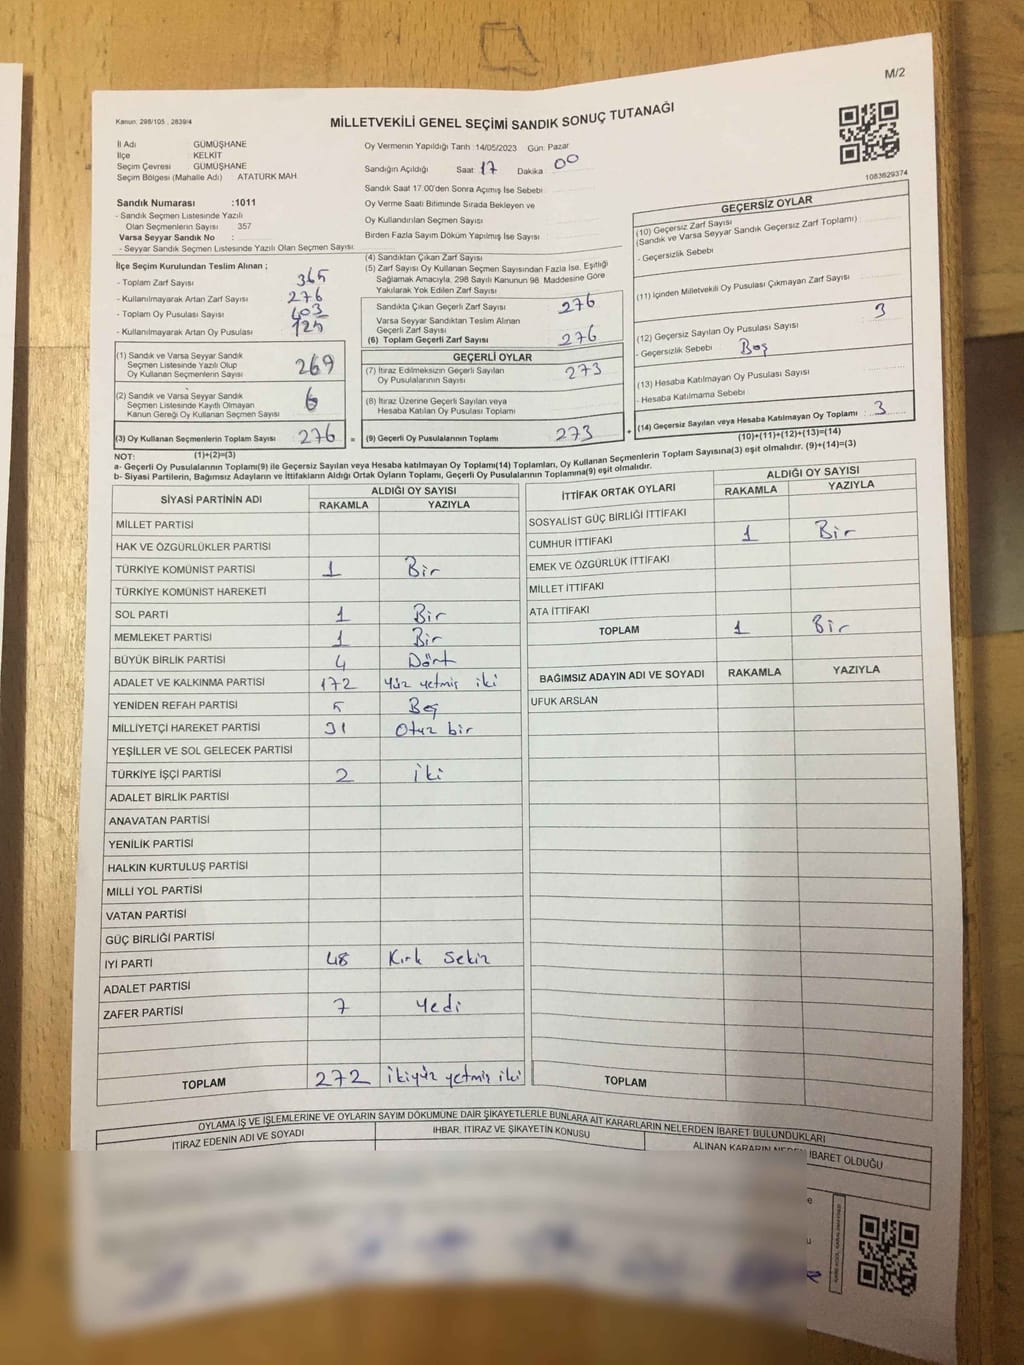 M/2
Kanun: 298/105 , 2839/4
MİLLETVEKİLİ GENEL SEÇİMİ SANDIK SONUÇ TUTANAĞI
1083629374
İl Adı GÜMÜŞHANE
İlçe KELKİT
Seçim Çevresi GÜMÜŞHANE
Seçim Bölgesi (Mahalle Adı) ATATÜRK MAH.
Sandık Numarası :1011
- Sandık Seçmen Listesinde Yazılı
Olan Seçmenlerin Sayısı 357
Varsa Seyyar Sandık No :
- Seyyar Sandık Seçmen Listesinde Yazılı Olan Seçmen Sayısı
İlçe Seçim Kurulundan Teslim Alınan ;
- Toplam Zarf Sayısı 365
- Kullanılmayarak Artan Zarf Sayısı 276
- Toplam Oy Pusulası Sayısı 403
- Kullanılmayarak Artan Oy Pusulası
(1) Sandık ve Varsa Seyyar Sandık
Seçmen Listesinde Yazılı Olup
Oy Kullanan Seçmenlerin Sayısı 269
(2) Sandık ve Varsa Seyyar Sandık
Seçmen Listesinde Kayıtlı Olmayan
Kanun Gereği Oy Kullanan Seçmen Sayısı 6
(3) Oy Kullanan Seçmenlerin Toplam Sayısı 276 =
(1)+(2)=(3)
Oy Vermenin Yapıldığı Tarih :14/05/2023 Gün: Pazar
Sandığın Açıldığı Saat 17 Dakika 00
Sandık Saat 17.00'den Sonra Açımış İse Sebebi
Oy Verme Saati Bitiminde Sırada Bekleyen ve
Oy Kullandırılan Seçmen Sayısı
Birden Fazla Sayım Döküm Yapılmış İse Sayısı
(4) Sandıktan Çıkan Zarf Sayısı
(5) Zarf Sayısı Oy Kullanan Seçmen Sayısından Fazla İse, Eşitliği
Sağlamak Amacıyla, 298 Sayılı Kanunun 98. Maddesine Göre
Yakılarak Yok Edilen Zarf Sayısı
Sandıkta Çıkan Geçerli Zarf Sayısı 276
Varsa Seyyar Sandıktan Teslim Alınan
Geçerli Zarf Sayısı
(6) Toplam Geçerli Zarf Sayısı 276
GEÇERLİ OYLAR
(7) İtiraz Edilmeksizin Geçerli Sayılan
Oy Pusulalarının Sayısı 273
(8) İtiraz Üzerine Geçerli Sayılan veya
Hesaba Katılan Oy Pusulası Toplamı
(9) Geçerli Oy Pusulalarının Toplamı 273 +
GEÇERSİZ OYLAR
(10) Geçersiz Zarf Sayısı
(Sandık ve Varsa Seyyar Sandık Geçersiz Zarf Toplamı) :
- Geçersizlik Sebebi
(11) İçinden Milletvekili Oy Pusulası Çıkmayan Zarf Sayısı
(12) Geçersiz Sayılan Oy Pusulası Sayısı 3
- Geçersizlik Sebebi Boş
(13) Hesaba Katılmayan Oy Pusulası Sayısı
- Hesaba Katılmama Sebebi
(14) Geçersiz Sayılan veya Hesaba Katılmayan Oy Toplamı : 3
(10)+(11)+(12)+(13)=(14)
NOT:
a- Geçerli Oy Pusulalarının Toplamı(9) ile Geçersiz Sayılan veya Hesaba katılmayan Oy Toplamı(14) Toplamları, Oy Kullanan Seçmenlerin Toplam Sayısına(3) eşit olmalıdır. (9)+(14)=(3)
b- Siyasi Partilerin, Bağımsız Adayların ve İttifakların Aldığı Ortak Oyların Toplamı, Geçerli Oy Pusulalarının Toplamına(9) eşit olmalıdır.
SİYASİ PARTİNİN ADI ALDIĞI OY SAYISI
RAKAMLA YAZIYLA
MİLLET PARTİSİ
HAK VE ÖZGÜRLÜKLER PARTİSİ
TÜRKİYE KOMÜNİST PARTİSİ 1 Bir
TÜRKİYE KOMÜNİST HAREKETİ
SOL PARTİ 1 Bir
MEMLEKET PARTİSİ 1 Bir
BÜYÜK BİRLİK PARTİSİ 4 Dört
ADALET VE KALKINMA PARTİSİ 172 yüz yetmiş iki
YENİDEN REFAH PARTİSİ 5 Beş
MİLLİYETÇİ HAREKET PARTİSİ 31 Otuz bir
YEŞİLLER VE SOL GELECEK PARTİSİ
TÜRKİYE İŞÇİ PARTİSİ 2 İki
ADALET BİRLİK PARTİSİ
ANAVATAN PARTİSİ
YENİLİK PARTİSİ
HALKIN KURTULUŞ PARTİSİ
MİLLİ YOL PARTİSİ
VATAN PARTİSİ
GÜÇ BİRLİĞİ PARTİSİ
İYİ PARTİ 48 Kırk Sekiz
ADALET PARTİSİ
ZAFER PARTİSİ 7 Yedi
TOPLAM 272 ikiyüz yetmiş iki
İTTİFAK ORTAK OYLARI ALDIĞI OY SAYISI
RAKAMLA YAZIYLA
SOSYALİST GÜÇ BİRLİĞİ İTTİFAKI
CUMHUR İTTİFAKI 1 Bir
EMEK VE ÖZGÜRLÜK İTTİFAKI
MİLLET İTTİFAKI
ATA İTTİFAKI
TOPLAM 1 Bir
BAĞIMSIZ ADAYIN ADI VE SOYADI RAKAMLA YAZIYLA
UFUK ARSLAN
TOPLAM
OYLAMA İŞ VE İŞLEMLERİNE VE OYLARIN SAYIM DÖKÜMÜNE DAİR ŞİKAYETLERLE BUNLARA AİT KARARLARIN NELERDEN İBARET BULUNDUKLARI
İTİRAZ EDENİN ADI VE SOYADI İHBAR, İTİRAZ VE ŞİKAYETİN KONUSU ALINAN KARARIN NEDEN İBARET OLDUĞU